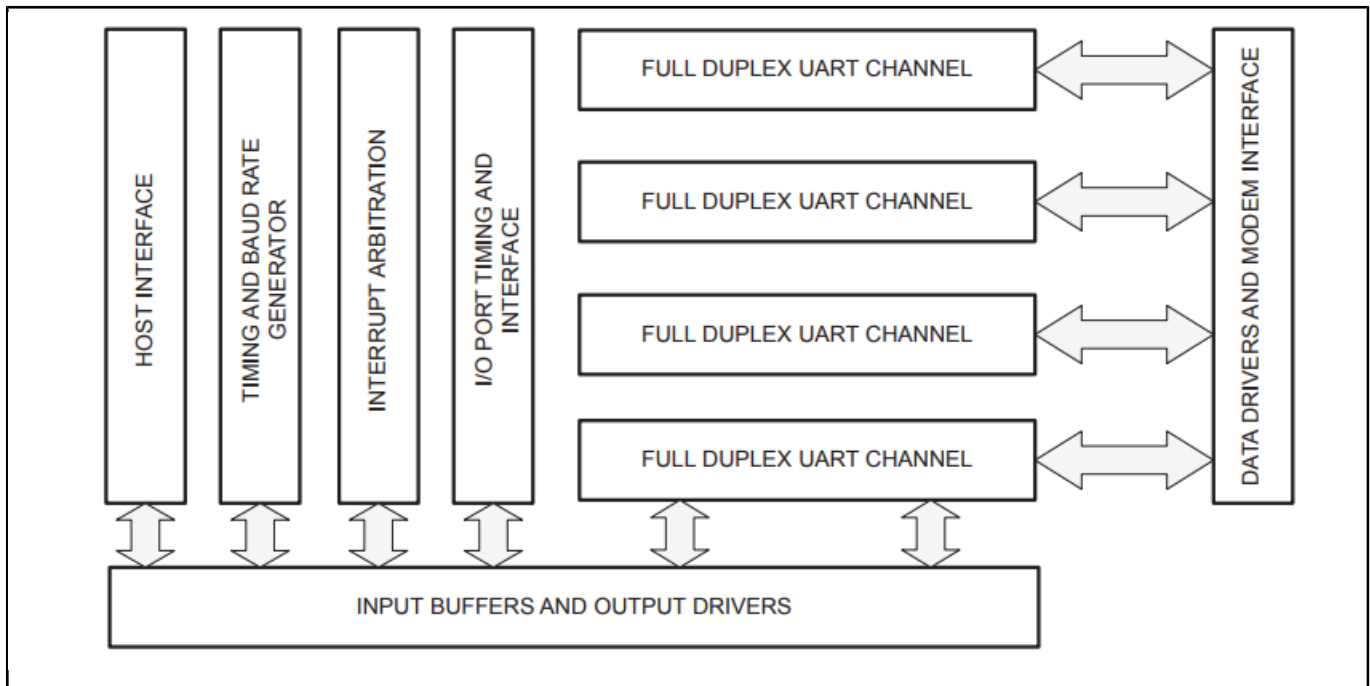 HOST INTERFACE
TIMING AND BAUD RATE
GENERATOR
INTERRUPT ARBITRATION
I/O PORT TIMING AND
INTERFACE
FULL DUPLEX UART CHANNEL
FULL DUPLEX UART CHANNEL
FULL DUPLEX UART CHANNEL
FULL DUPLEX UART CHANNEL
DATA DRIVERS AND MODEM INTERFACE
INPUT BUFFERS AND OUTPUT DRIVERS